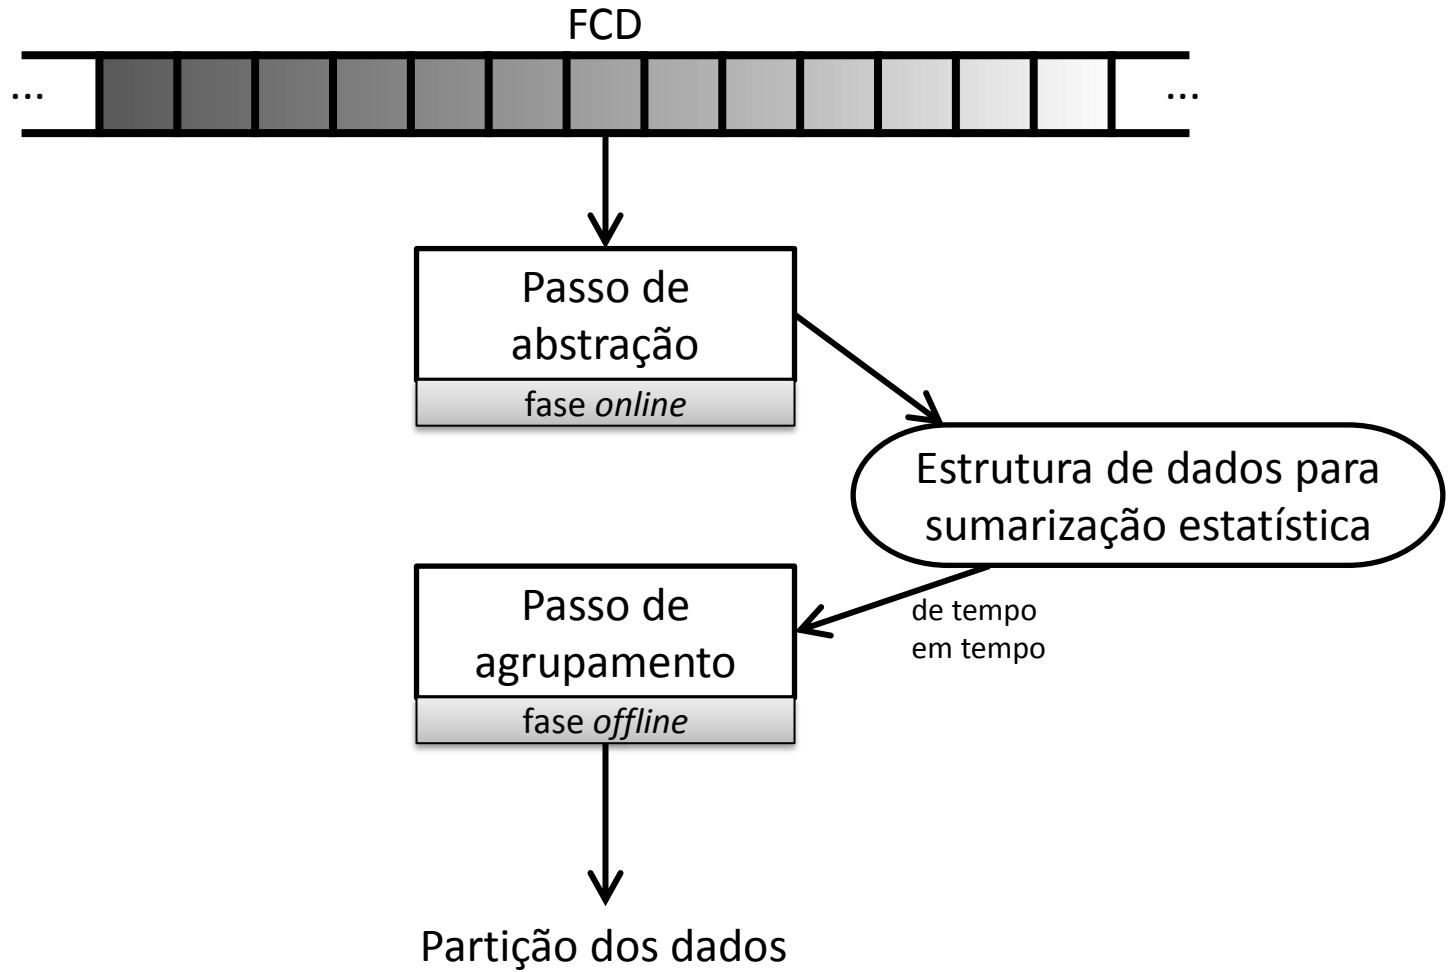 FCD
... ...
Passo de
abstração
fase online
Estrutura de dados para
sumarização estatística
de tempo
em tempo
Passo de
agrupamento
fase offline
Partição dos dados